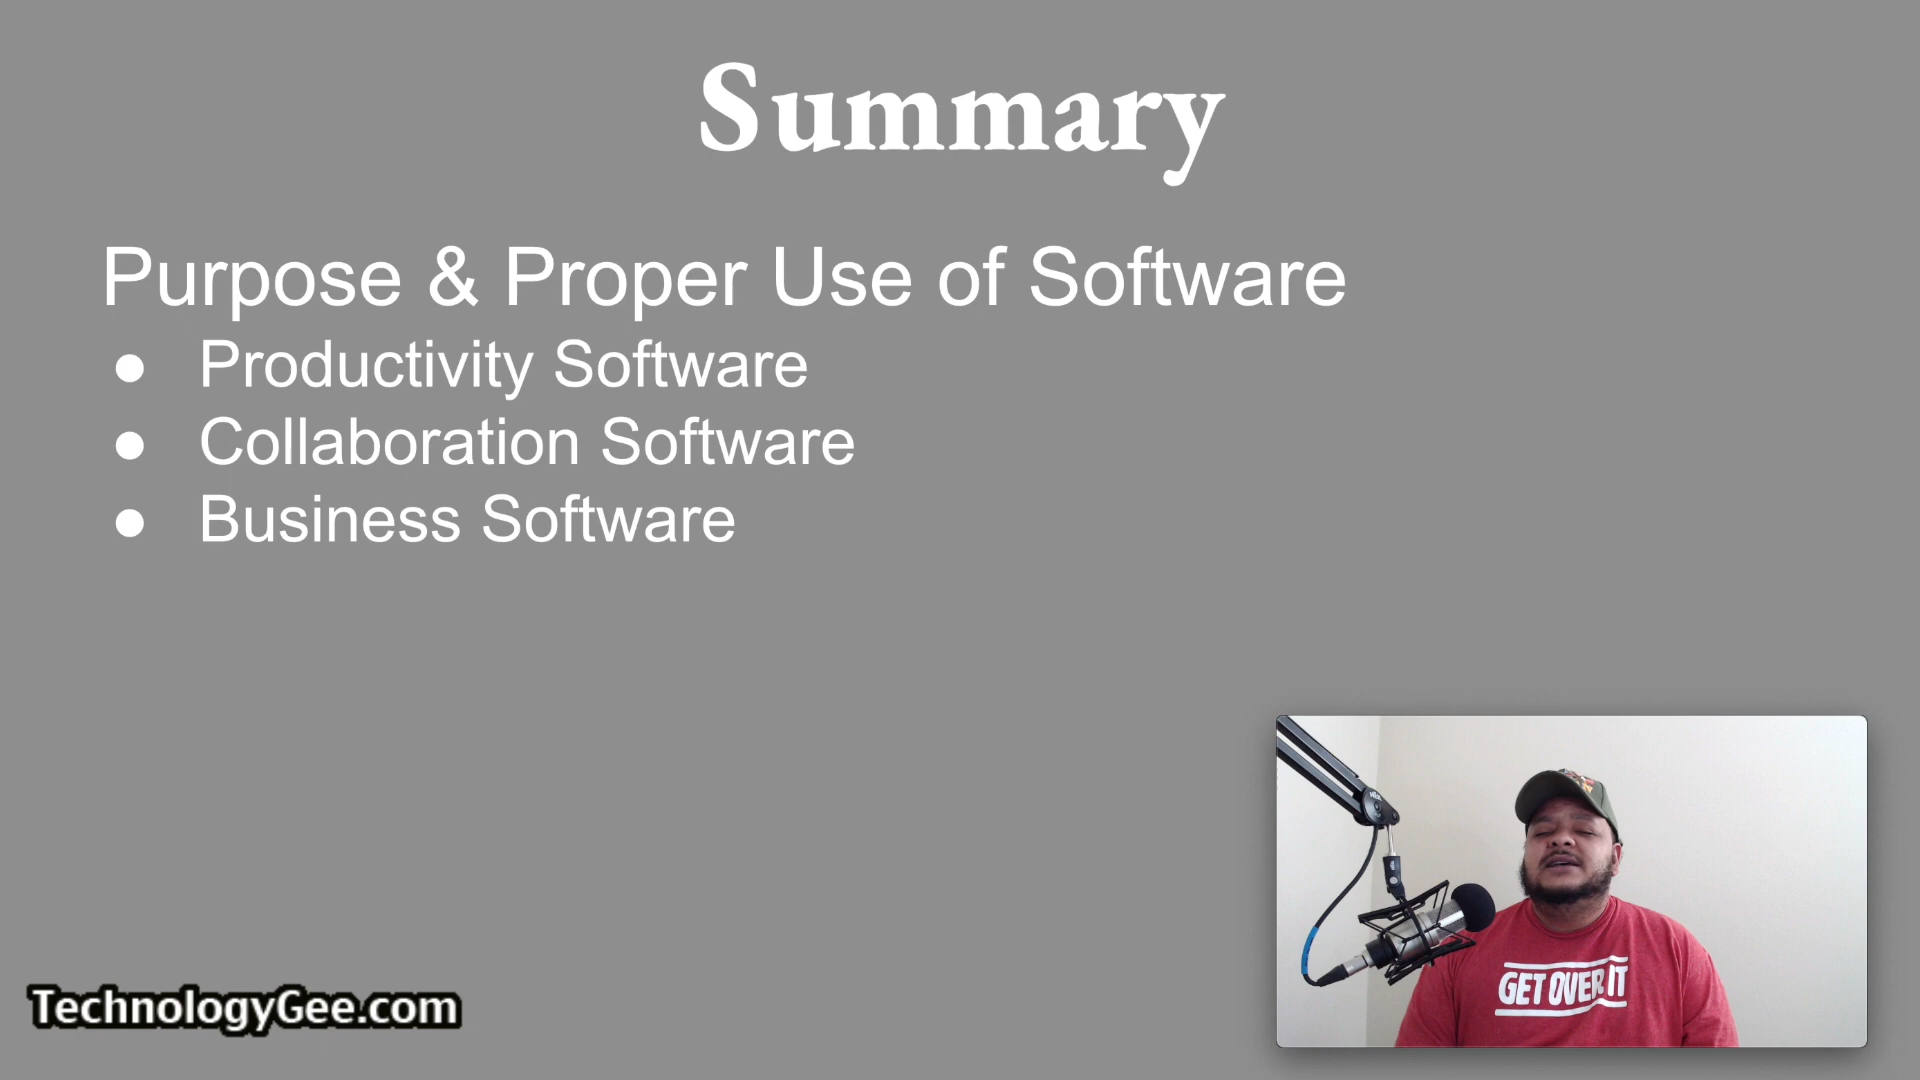 Summary
Purpose & Proper Use of Software
● Productivity Software
● Collaboration Software
● Business Software
GET OVER IT
TechnologyGee.com